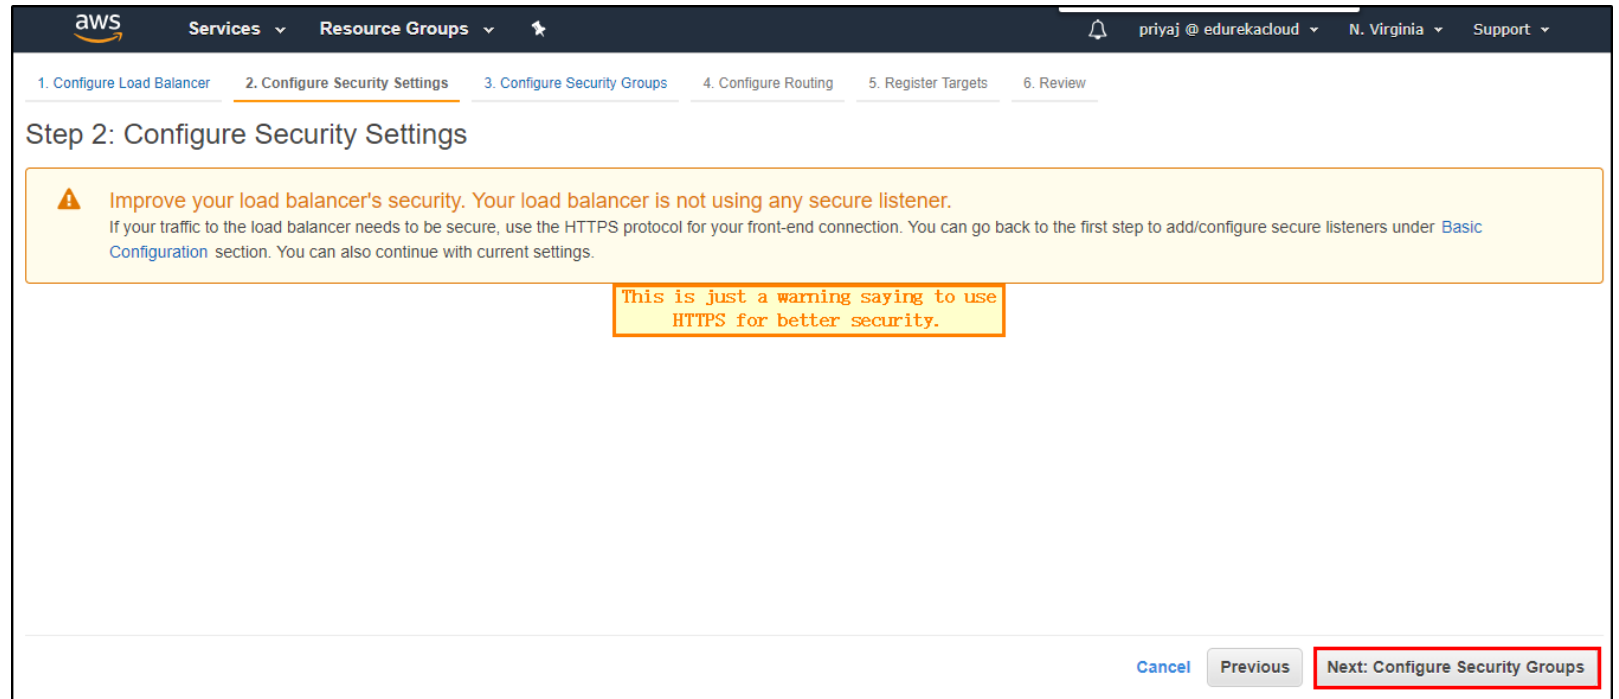 aws Services Resource Groups priyaj @ edurekacloud N. Virginia Support
1. Configure Load Balancer 2. Configure Security Settings 3. Configure Security Groups 4. Configure Routing 5. Register Targets 6. Review
Step 2: Configure Security Settings
Improve your load balancer's security. Your load balancer is not using any secure listener.
If your traffic to the load balancer needs to be secure, use the HTTPS protocol for your front-end connection. You can go back to the first step to add/configure secure listeners under Basic
Configuration section. You can also continue with current settings.
This is just a warning saying to use
HTTPS for better security.
Cancel Previous Next: Configure Security Groups